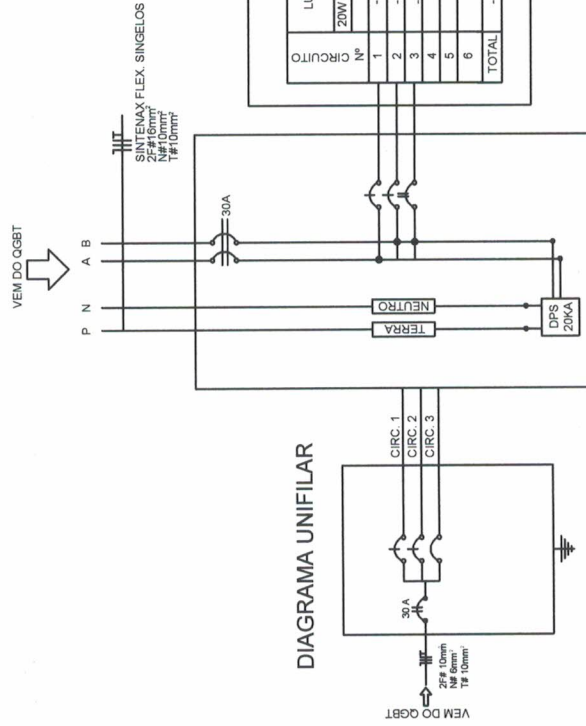 VEM DO QGBT
SINTENAX FLEX. SINGELOS
2F#16mm²
N#10mm²
T#10mm²
P N A B
30A
TERRA
NEUTRO
DPS
20KA
20W
CIRCUITO
Nº
1 -
2 -
3 -
4
5
6
TOTAL -
DIAGRAMA UNIFILAR
CIRC. 1
CIRC. 2
CIRC. 3
30 A
2F# 10mm²
N# 6mm²
T# 10mm²
VEM DO QGBT